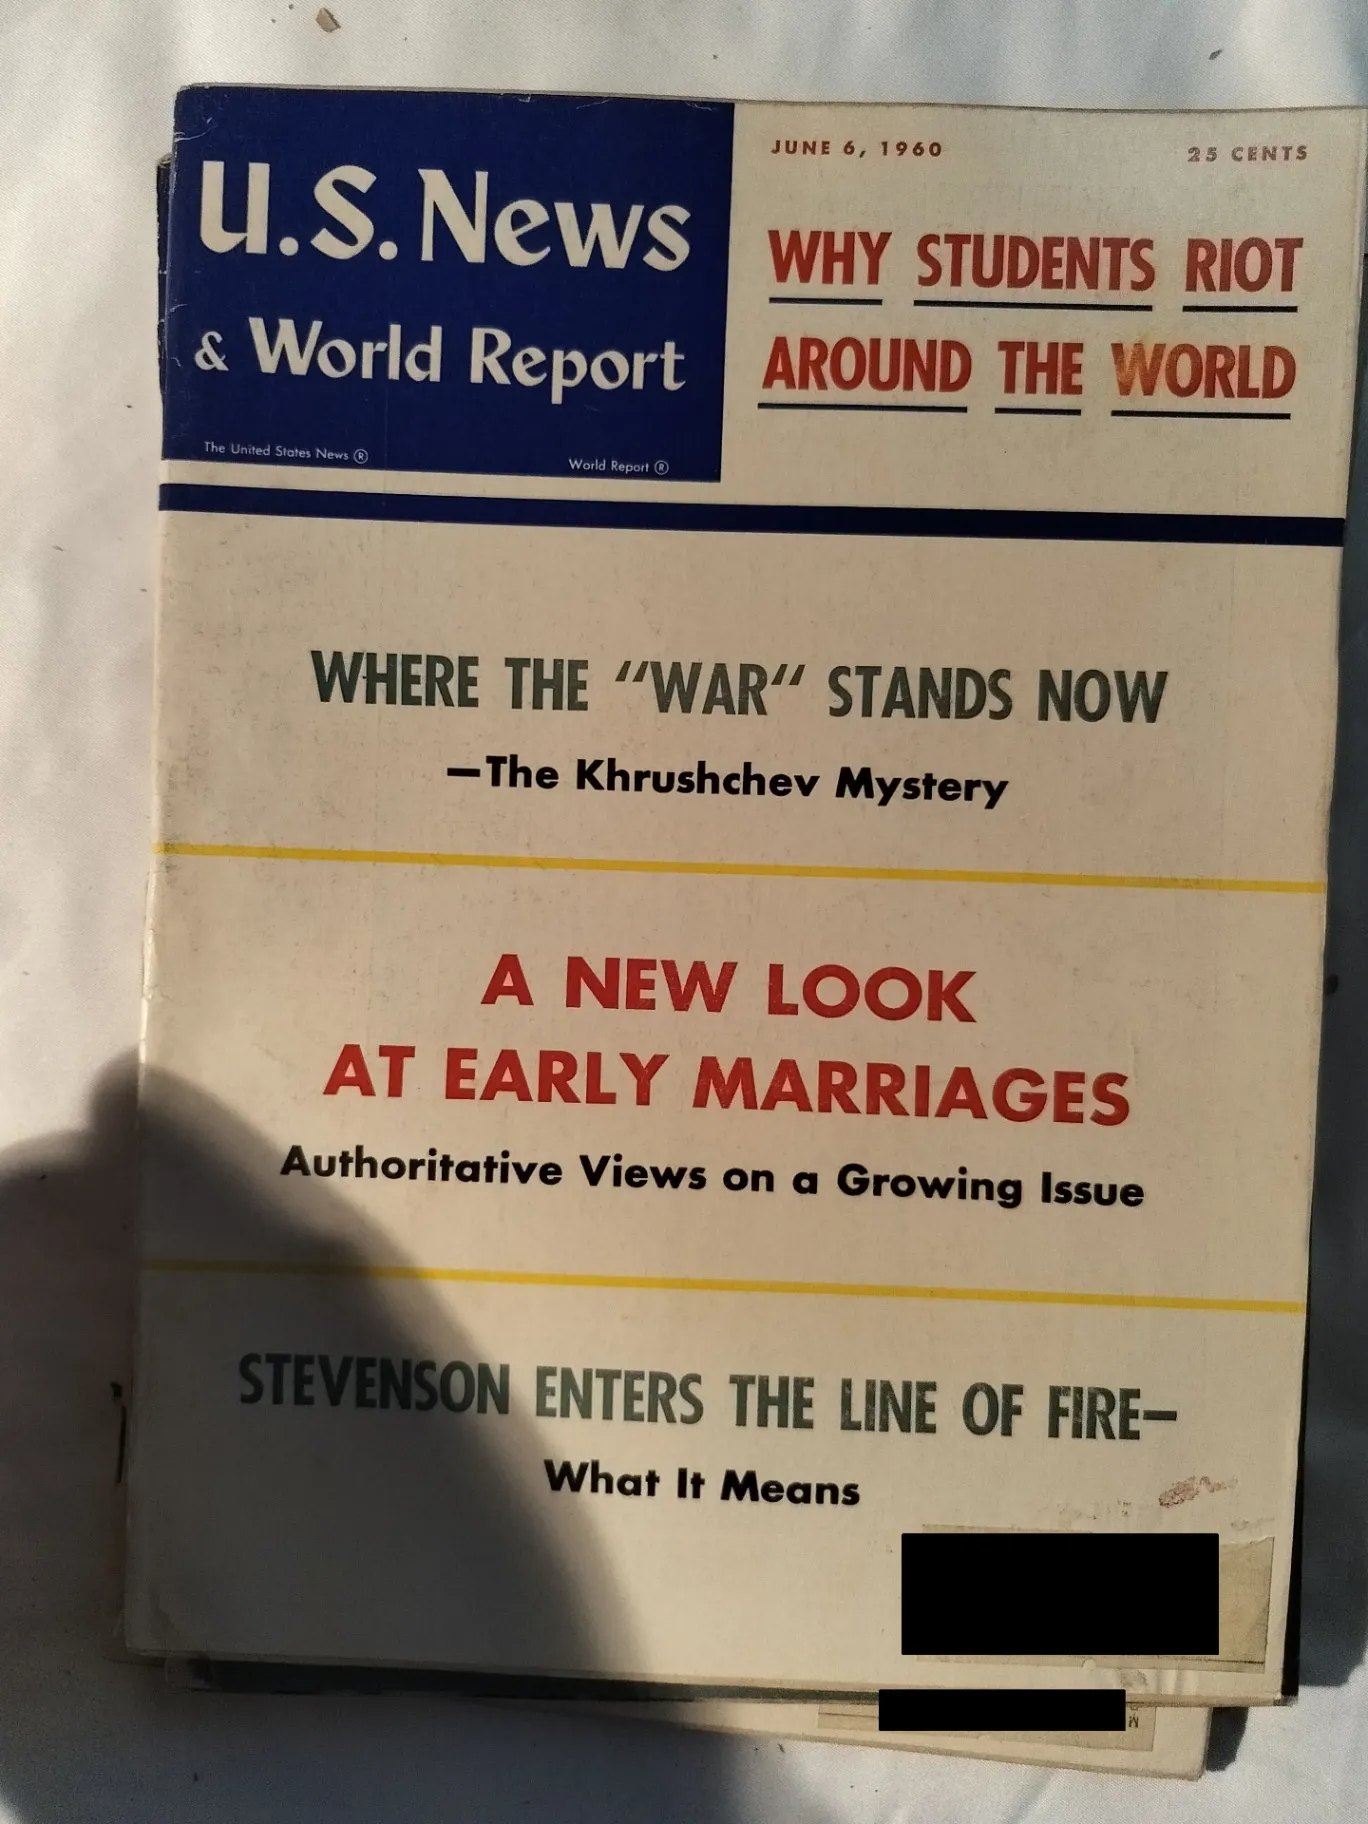 U.S. News
& World Report
The United States News ®
World Report ®
JUNE 6, 1960
25 CENTS
WHY STUDENTS RIOT
AROUND THE WORLD
WHERE THE "WAR" STANDS NOW
—The Khrushchev Mystery
A NEW LOOK
AT EARLY MARRIAGES
Authoritative Views on a Growing Issue
STEVENSON ENTERS THE LINE OF FIRE—
What It Means